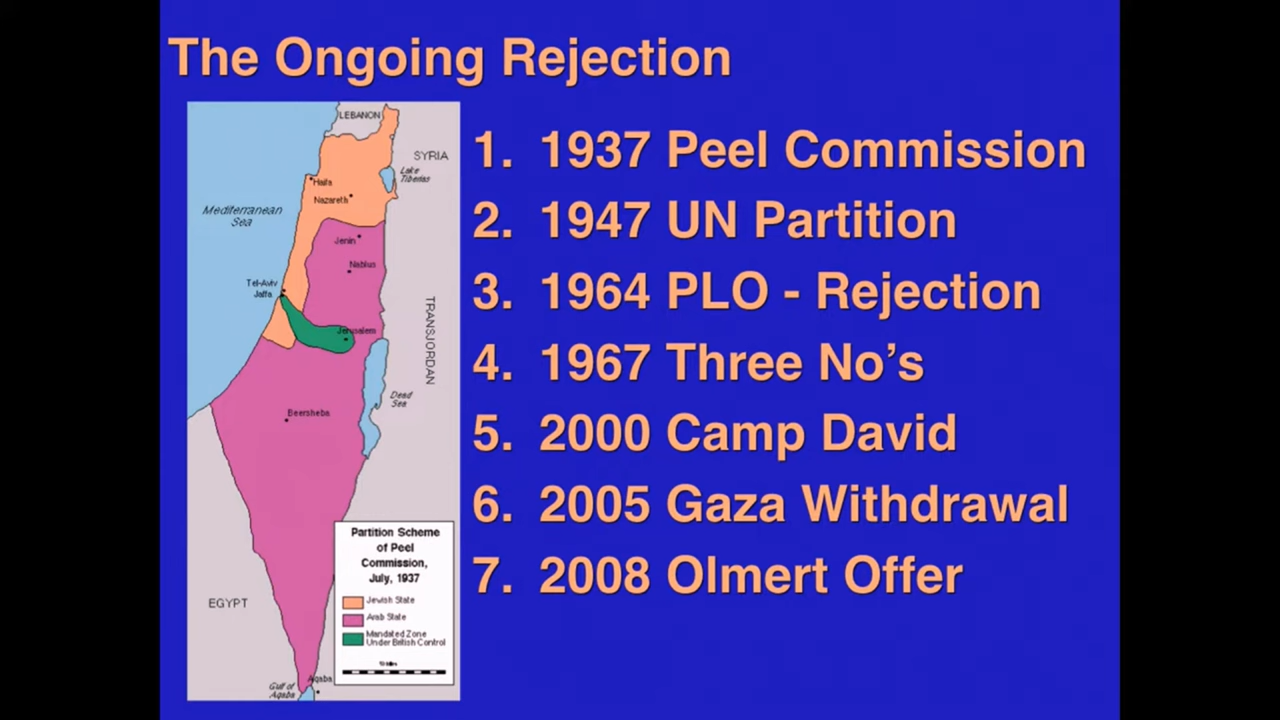 The Ongoing Rejection
LEBANON
SYRIA
Lake
Tiberias
Haifa
Nazareth
Mediterranean
Sea
Jenin
Nablus
Tel-Aviv
Jaffa
Jerusalem
TRANSJORDAN
Dead
Sea
Beersheba
EGYPT
Aqaba
Gulf of
Aqaba
Partition Scheme
of Peel
Commission,
July, 1937
Jewish State
Arab State
Mandated Zone
Under British Control
1. 1937 Peel Commission
2. 1947 UN Partition
3. 1964 PLO - Rejection
4. 1967 Three No’s
5. 2000 Camp David
6. 2005 Gaza Withdrawal
7. 2008 Olmert Offer